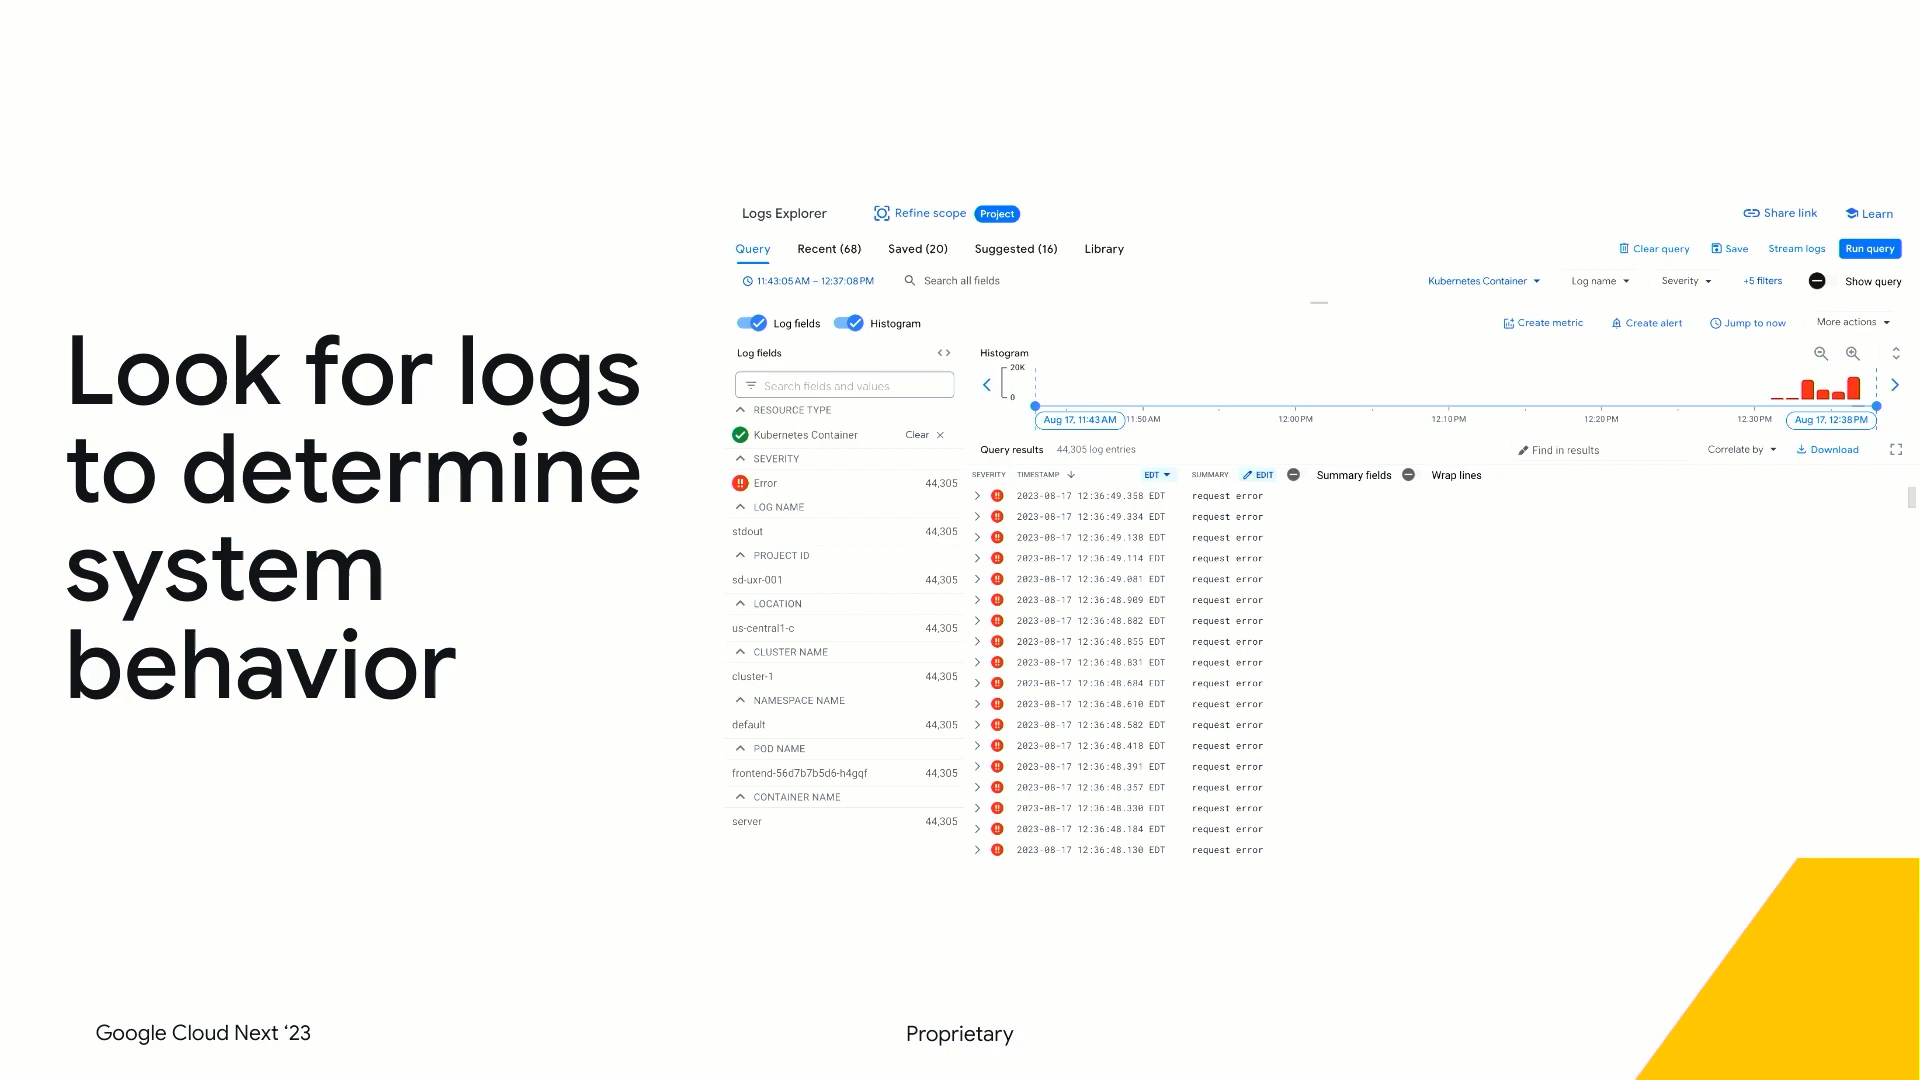 Look for logs
to determine
system
behavior
Logs Explorer Refine scope Project Share link Learn
Query Recent (68) Saved (20) Suggested (16) Library Clear query Save Stream logs Run query
11:43:05 AM – 12:37:08 PM Search all fields Kubernetes Container Log name Severity +5 filters Show query
Log fields Histogram Create metric Create alert Jump to now More actions
Log fields Histogram
20K
0
Search fields and values
Aug 17, 11:43 AM 11:50 AM 12:00 PM 12:10 PM 12:20 PM 12:30 PM Aug 17, 12:38 PM
RESOURCE TYPE
Kubernetes Container Clear
SEVERITY
Error 44,305
LOG NAME
stdout 44,305
PROJECT ID
sd-uxr-001 44,305
LOCATION
us-central1-c 44,305
CLUSTER NAME
cluster-1 44,305
NAMESPACE NAME
default 44,305
POD NAME
frontend-56d7b7b5d6-h4gqf 44,305
CONTAINER NAME
server 44,305
Query results 44,305 log entries Find in results Correlate by Download
SEVERITY TIMESTAMP EDT SUMMARY EDIT Summary fields Wrap lines
2023-08-17 12:36:49.358 EDT request error
2023-08-17 12:36:49.334 EDT request error
2023-08-17 12:36:49.138 EDT request error
2023-08-17 12:36:49.114 EDT request error
2023-08-17 12:36:49.081 EDT request error
2023-08-17 12:36:48.909 EDT request error
2023-08-17 12:36:48.882 EDT request error
2023-08-17 12:36:48.855 EDT request error
2023-08-17 12:36:48.831 EDT request error
2023-08-17 12:36:48.684 EDT request error
2023-08-17 12:36:48.610 EDT request error
2023-08-17 12:36:48.582 EDT request error
2023-08-17 12:36:48.418 EDT request error
2023-08-17 12:36:48.391 EDT request error
2023-08-17 12:36:48.357 EDT request error
2023-08-17 12:36:48.330 EDT request error
2023-08-17 12:36:48.184 EDT request error
2023-08-17 12:36:48.130 EDT request error
Google Cloud Next ‘23 Proprietary